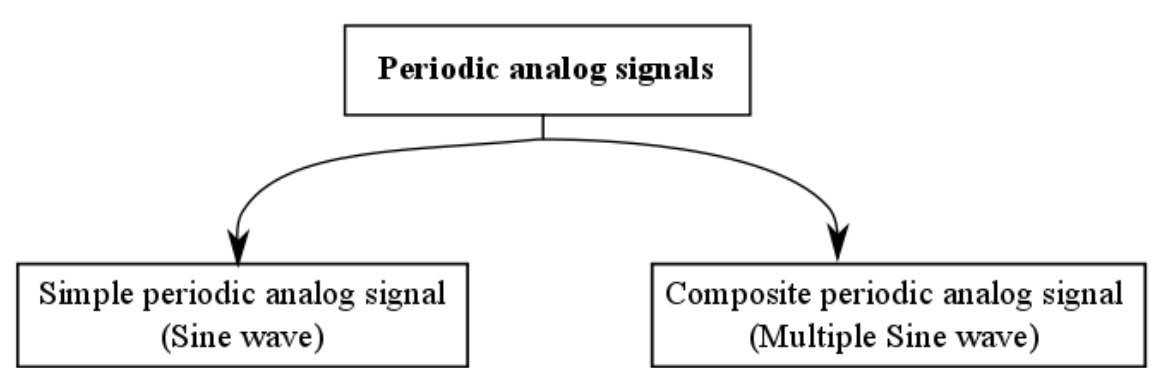 Periodic analog signals
Simple periodic analog signal
(Sine wave)
Composite periodic analog signal
(Multiple Sine wave)